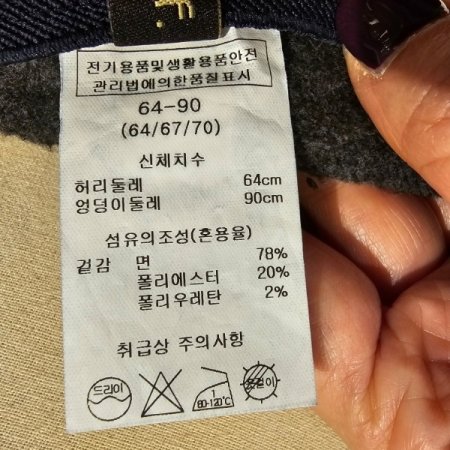 F.
전기용품및생활용품안전
관리법에의한품질표시
64-90
(64/67/70)
신체치수
허리둘레 64cm
엉덩이둘레 90cm
섬유의조성(혼용율)
겉감 면 78%
폴리에스터 20%
폴리우레탄 2%
취급상 주의사항
드라이
80-120℃